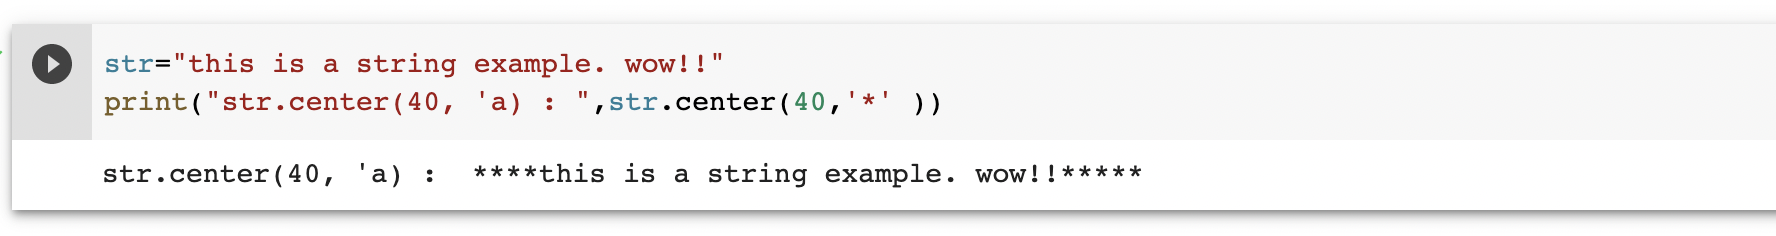 str="this is a string example. wow!!"
print("str.center(40, 'a) : ",str.center(40,'*' ))
str.center(40, 'a) :  ****this is a string example. wow!!*****